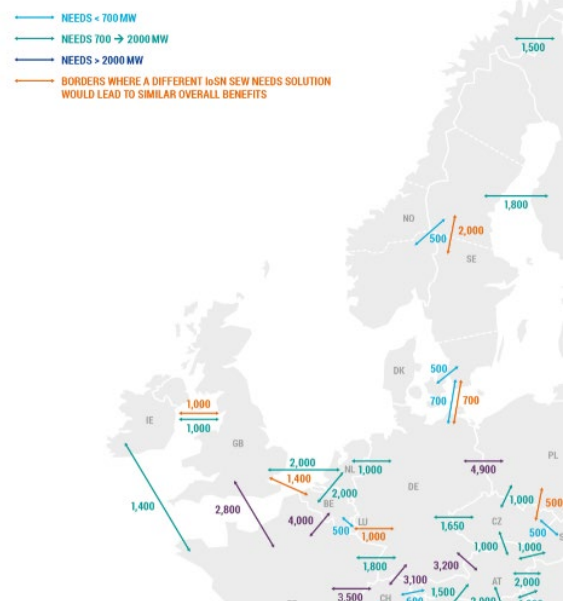 NEEDS < 700 MW
NEEDS 700 → 2000 MW
NEEDS > 2000 MW
BORDERS WHERE A DIFFERENT IoSN SEW NEEDS SOLUTION
WOULD LEAD TO SIMILAR OVERALL BENEFITS
1,500
1,800
NO
500
2,000
SE
500
DK
700
700
1,000
IE
1,000
GB
2,000
NL
1,000
4,900
PL
DE
1,400
2,000
1,400
BE
1,000
500
2,800
4,000
LU
500
1,000
1,650
CZ
500
1,000
1,000
1,800
3,200
3,100
AT
2,000
3,500
CH
1,500